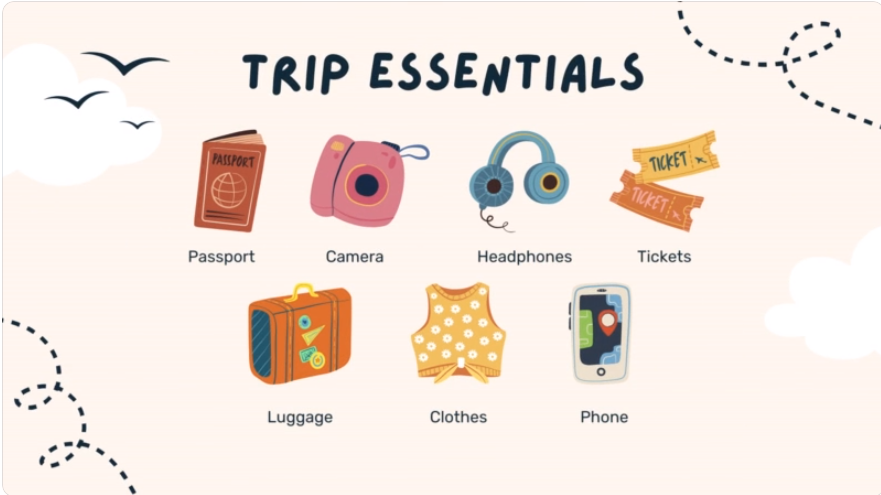 TRIP ESSENTIALS
PASSPORT
TICKET
TICKET
Passport
Camera
Headphones
Tickets
Luggage
Clothes
Phone